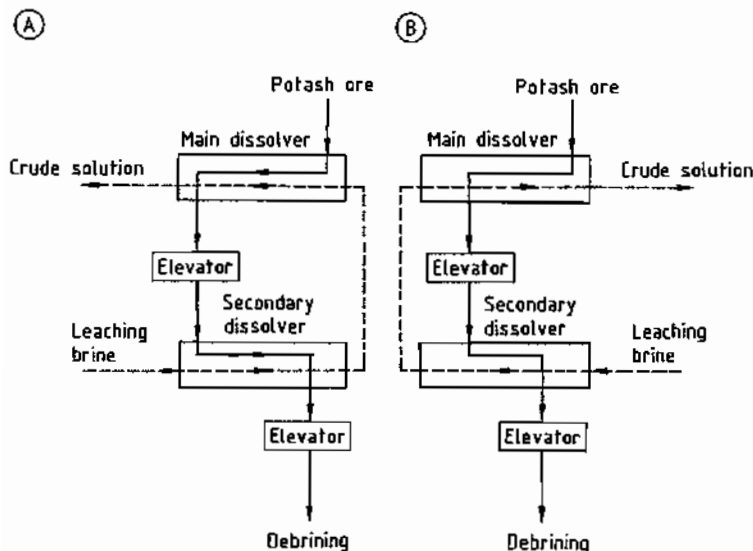 A
Potash ore
Main dissolver
Crude solution
Elevator
Secondary
dissolver
Leaching
brine
Elevator
Debrining
B
Potash ore
Main dissolver
Crude solution
Elevator
Secondary
dissolver
Leaching
brine
Elevator
Debrining